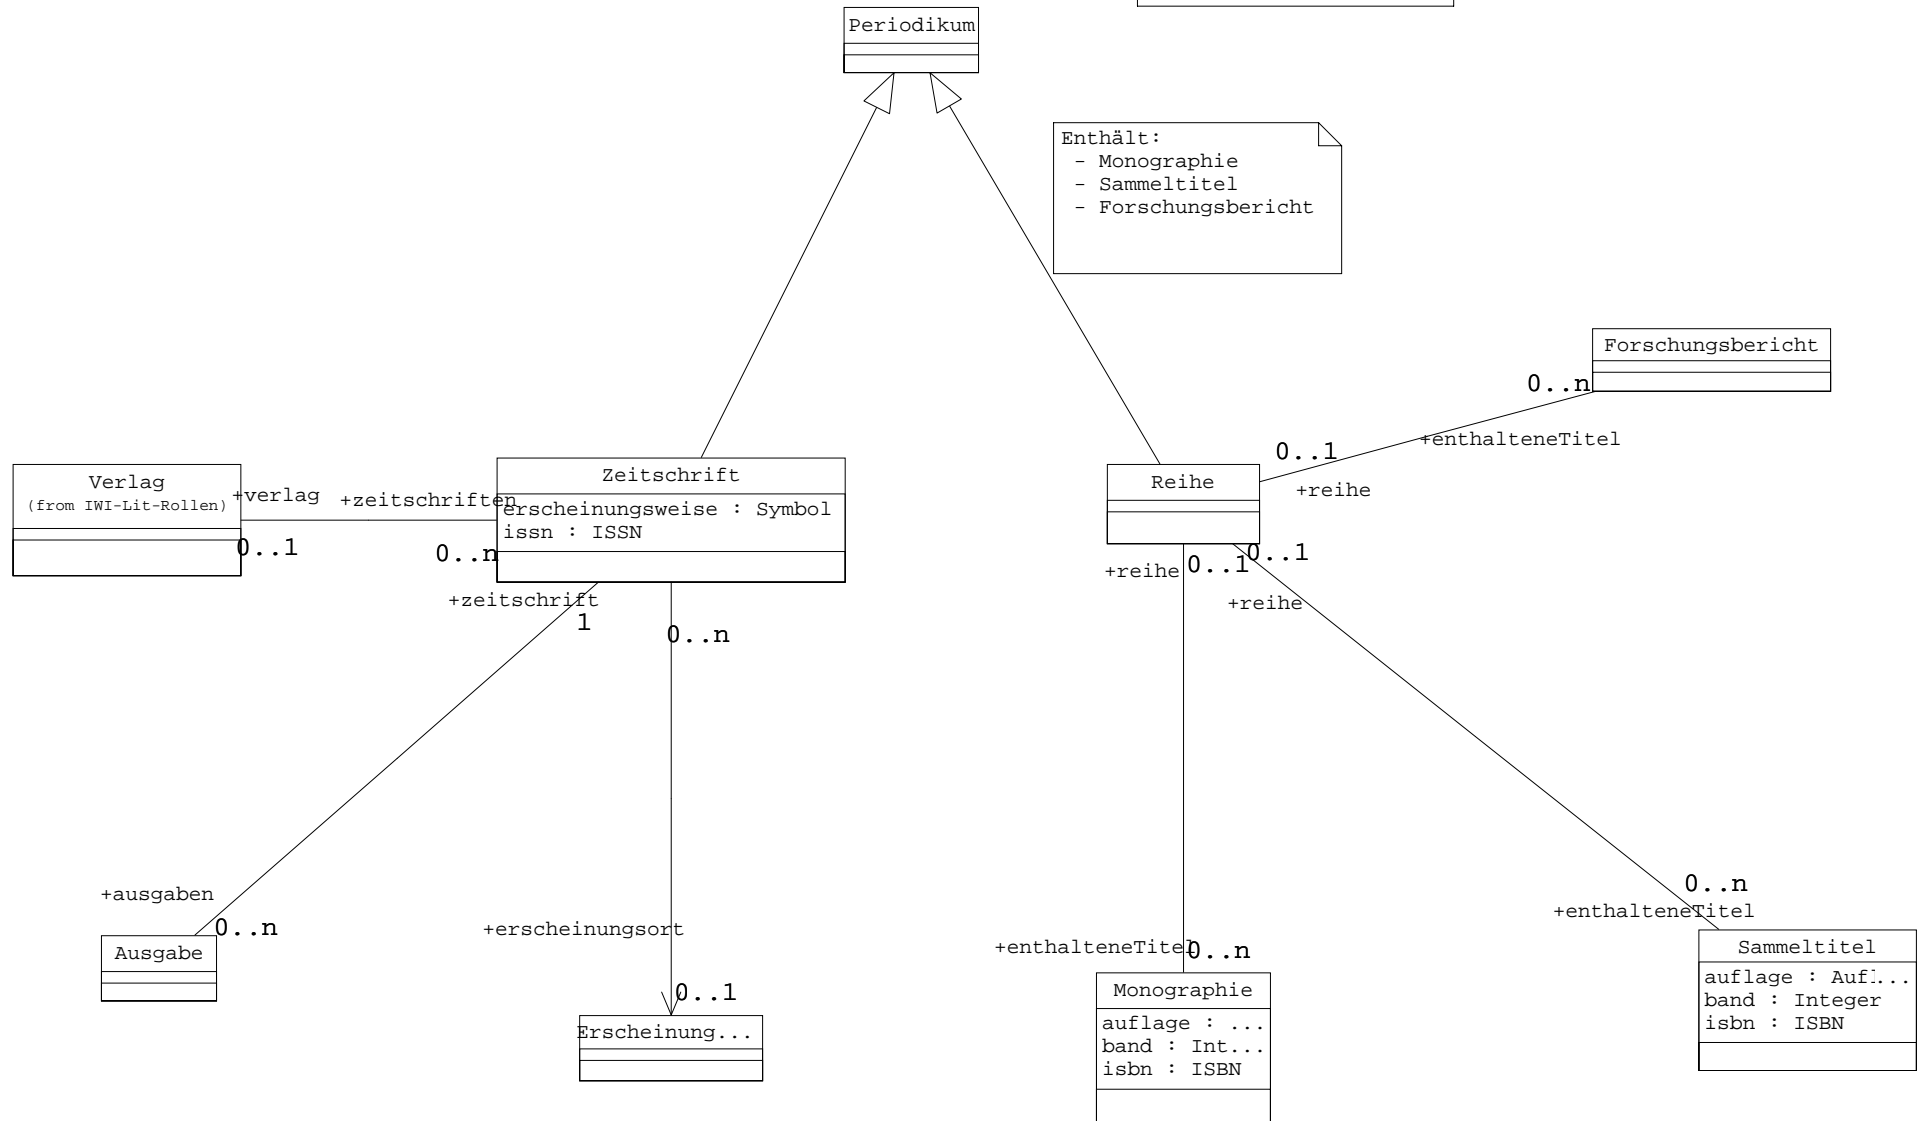 Periodikum
Enthält:
- Monographie
- Sammeltitel
- Forschungsbericht
Forschungsbericht
0..n
+enthalteneTitel
0..1
+reihe
Verlag
(from IWI-Lit-Rollen)
+verlag
+zeitschriften
0..1
0..n
Zeitschrift
erscheinungsweise : Symbol
issn : ISSN
Reihe
+reihe
0..1
0..1
+reihe
+zeitschrift
1
0..n
+ausgaben
0..n
Ausgabe
+erscheinungsort
0..1
Erscheinung...
+enthalteneTitel
0..n
Monographie
auflage : ...
band : Int...
isbn : ISBN
0..n
+enthalteneTitel
Sammeltitel
auflage : Aufl...
band : Integer
isbn : ISBN